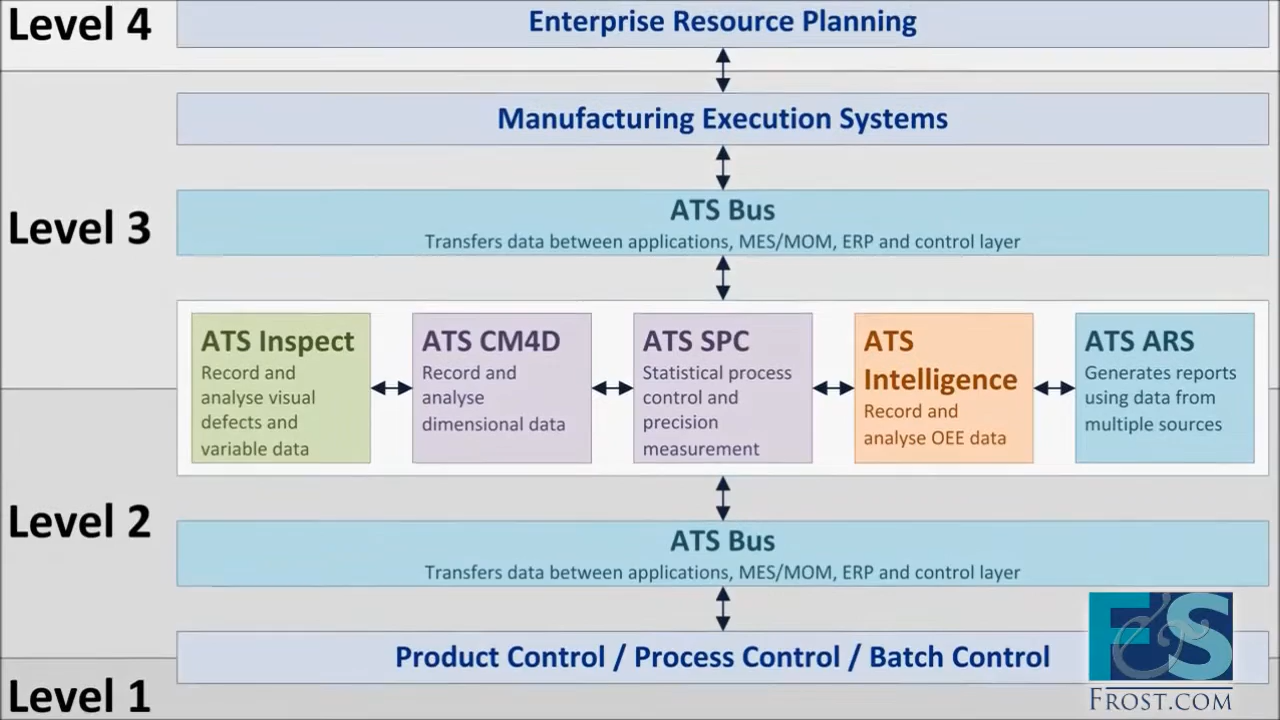 Level 4
Enterprise Resource Planning
Manufacturing Execution Systems
Level 3
ATS Bus
Transfers data between applications, MES/MOM, ERP and control layer
ATS Inspect
Record and
analyse visual
defects and
variable data
ATS CM4D
Record and
analyse
dimensional data
ATS SPC
Statistical process
control and
precision
measurement
ATS
Intelligence
Record and
analyse OEE data
ATS ARS
Generates reports
using data from
multiple sources
Level 2
ATS Bus
Transfers data between applications, MES/MOM, ERP and control layer
Product Control / Process Control / Batch Control
Level 1
F&S
FROST.COM